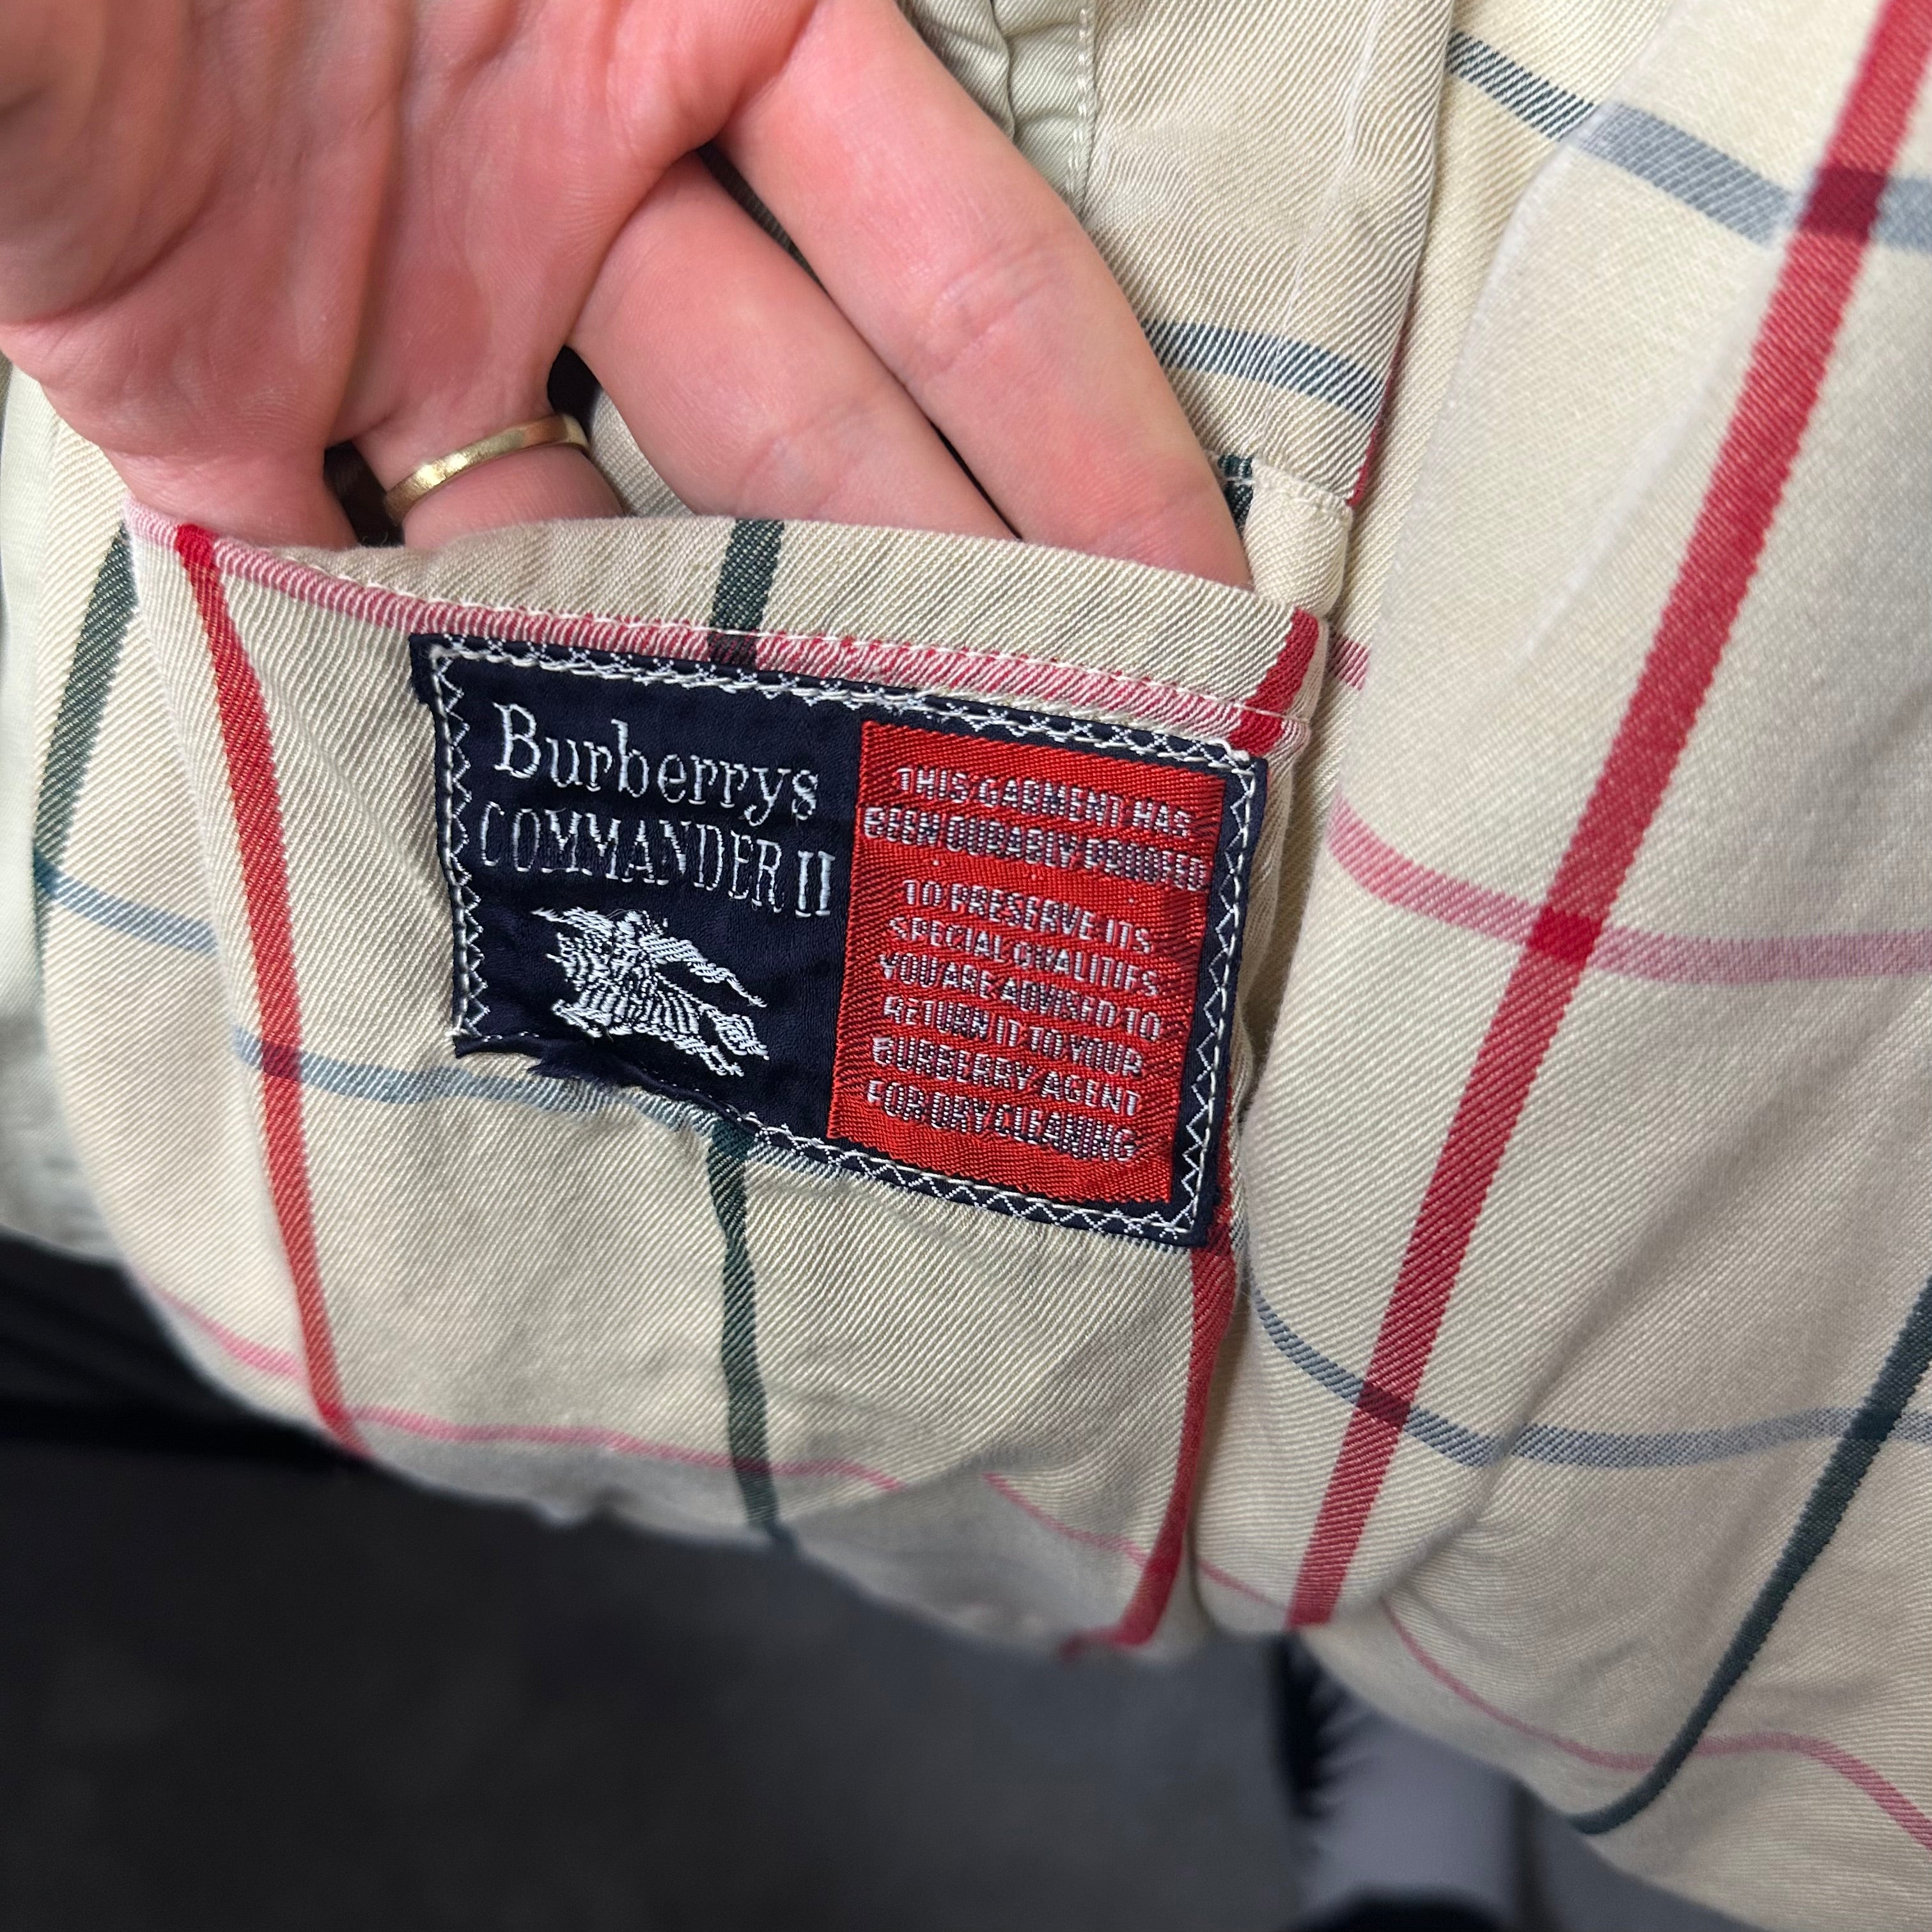 Burberrys
COMMANDER II
THIS GARMENT HAS
BEEN DURABLY PROOFED
TO PRESERVE ITS
SPECIAL QUALITIES
YOU ARE ADVISED TO
RETURN IT TO YOUR
BURBERRY AGENT
FOR DRY CLEANING